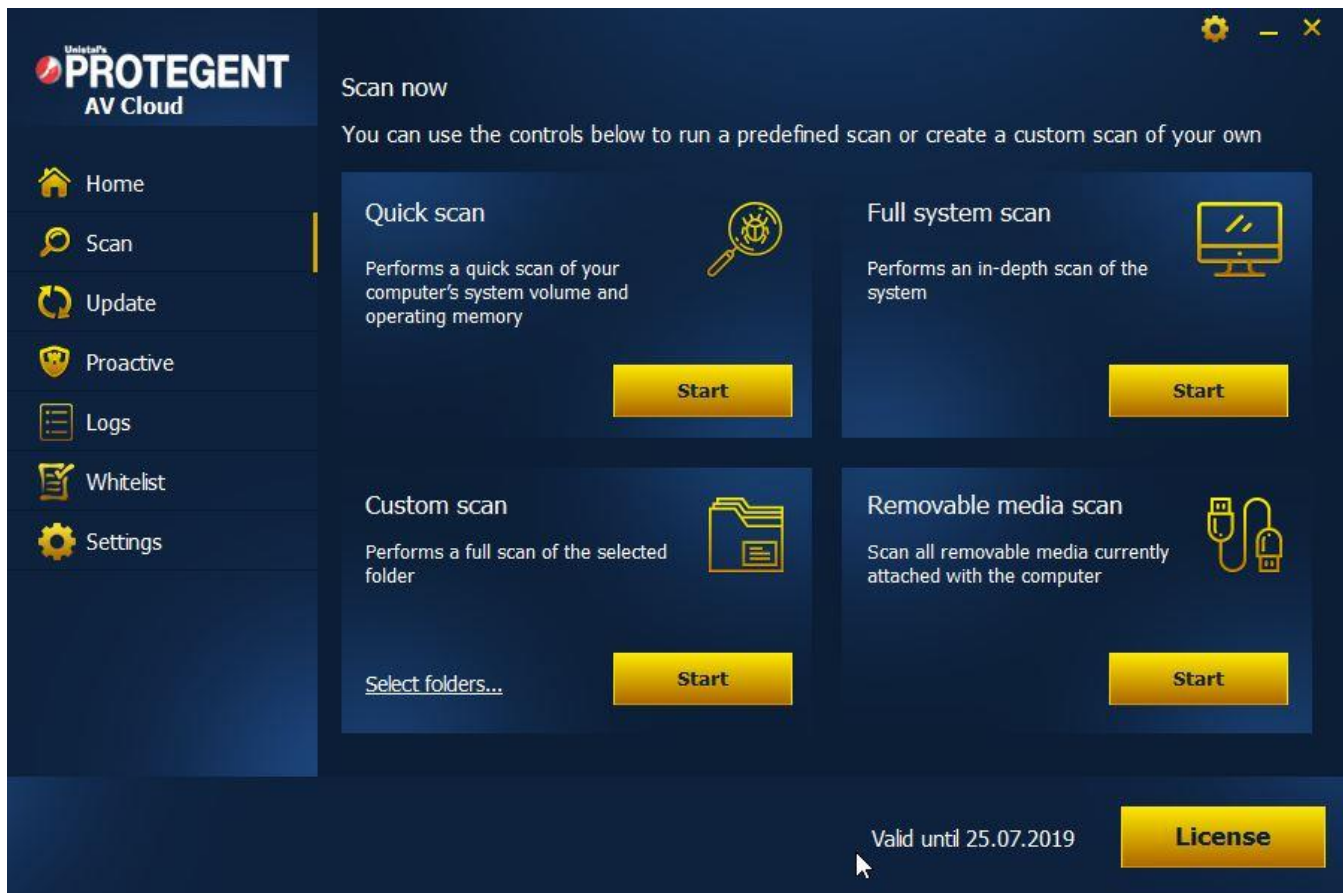 Unistal's
PROTEGENT
AV Cloud
Home
Scan
Update
Proactive
Logs
Whitelist
Settings
Scan now
You can use the controls below to run a predefined scan or create a custom scan of your own
Quick scan
Performs a quick scan of your
computer's system volume and
operating memory
Start
Full system scan
Performs an in-depth scan of the
system
Start
Custom scan
Performs a full scan of the selected
folder
Select folders...
Start
Removable media scan
Scan all removable media currently
attached with the computer
Start
Valid until 25.07.2019
License